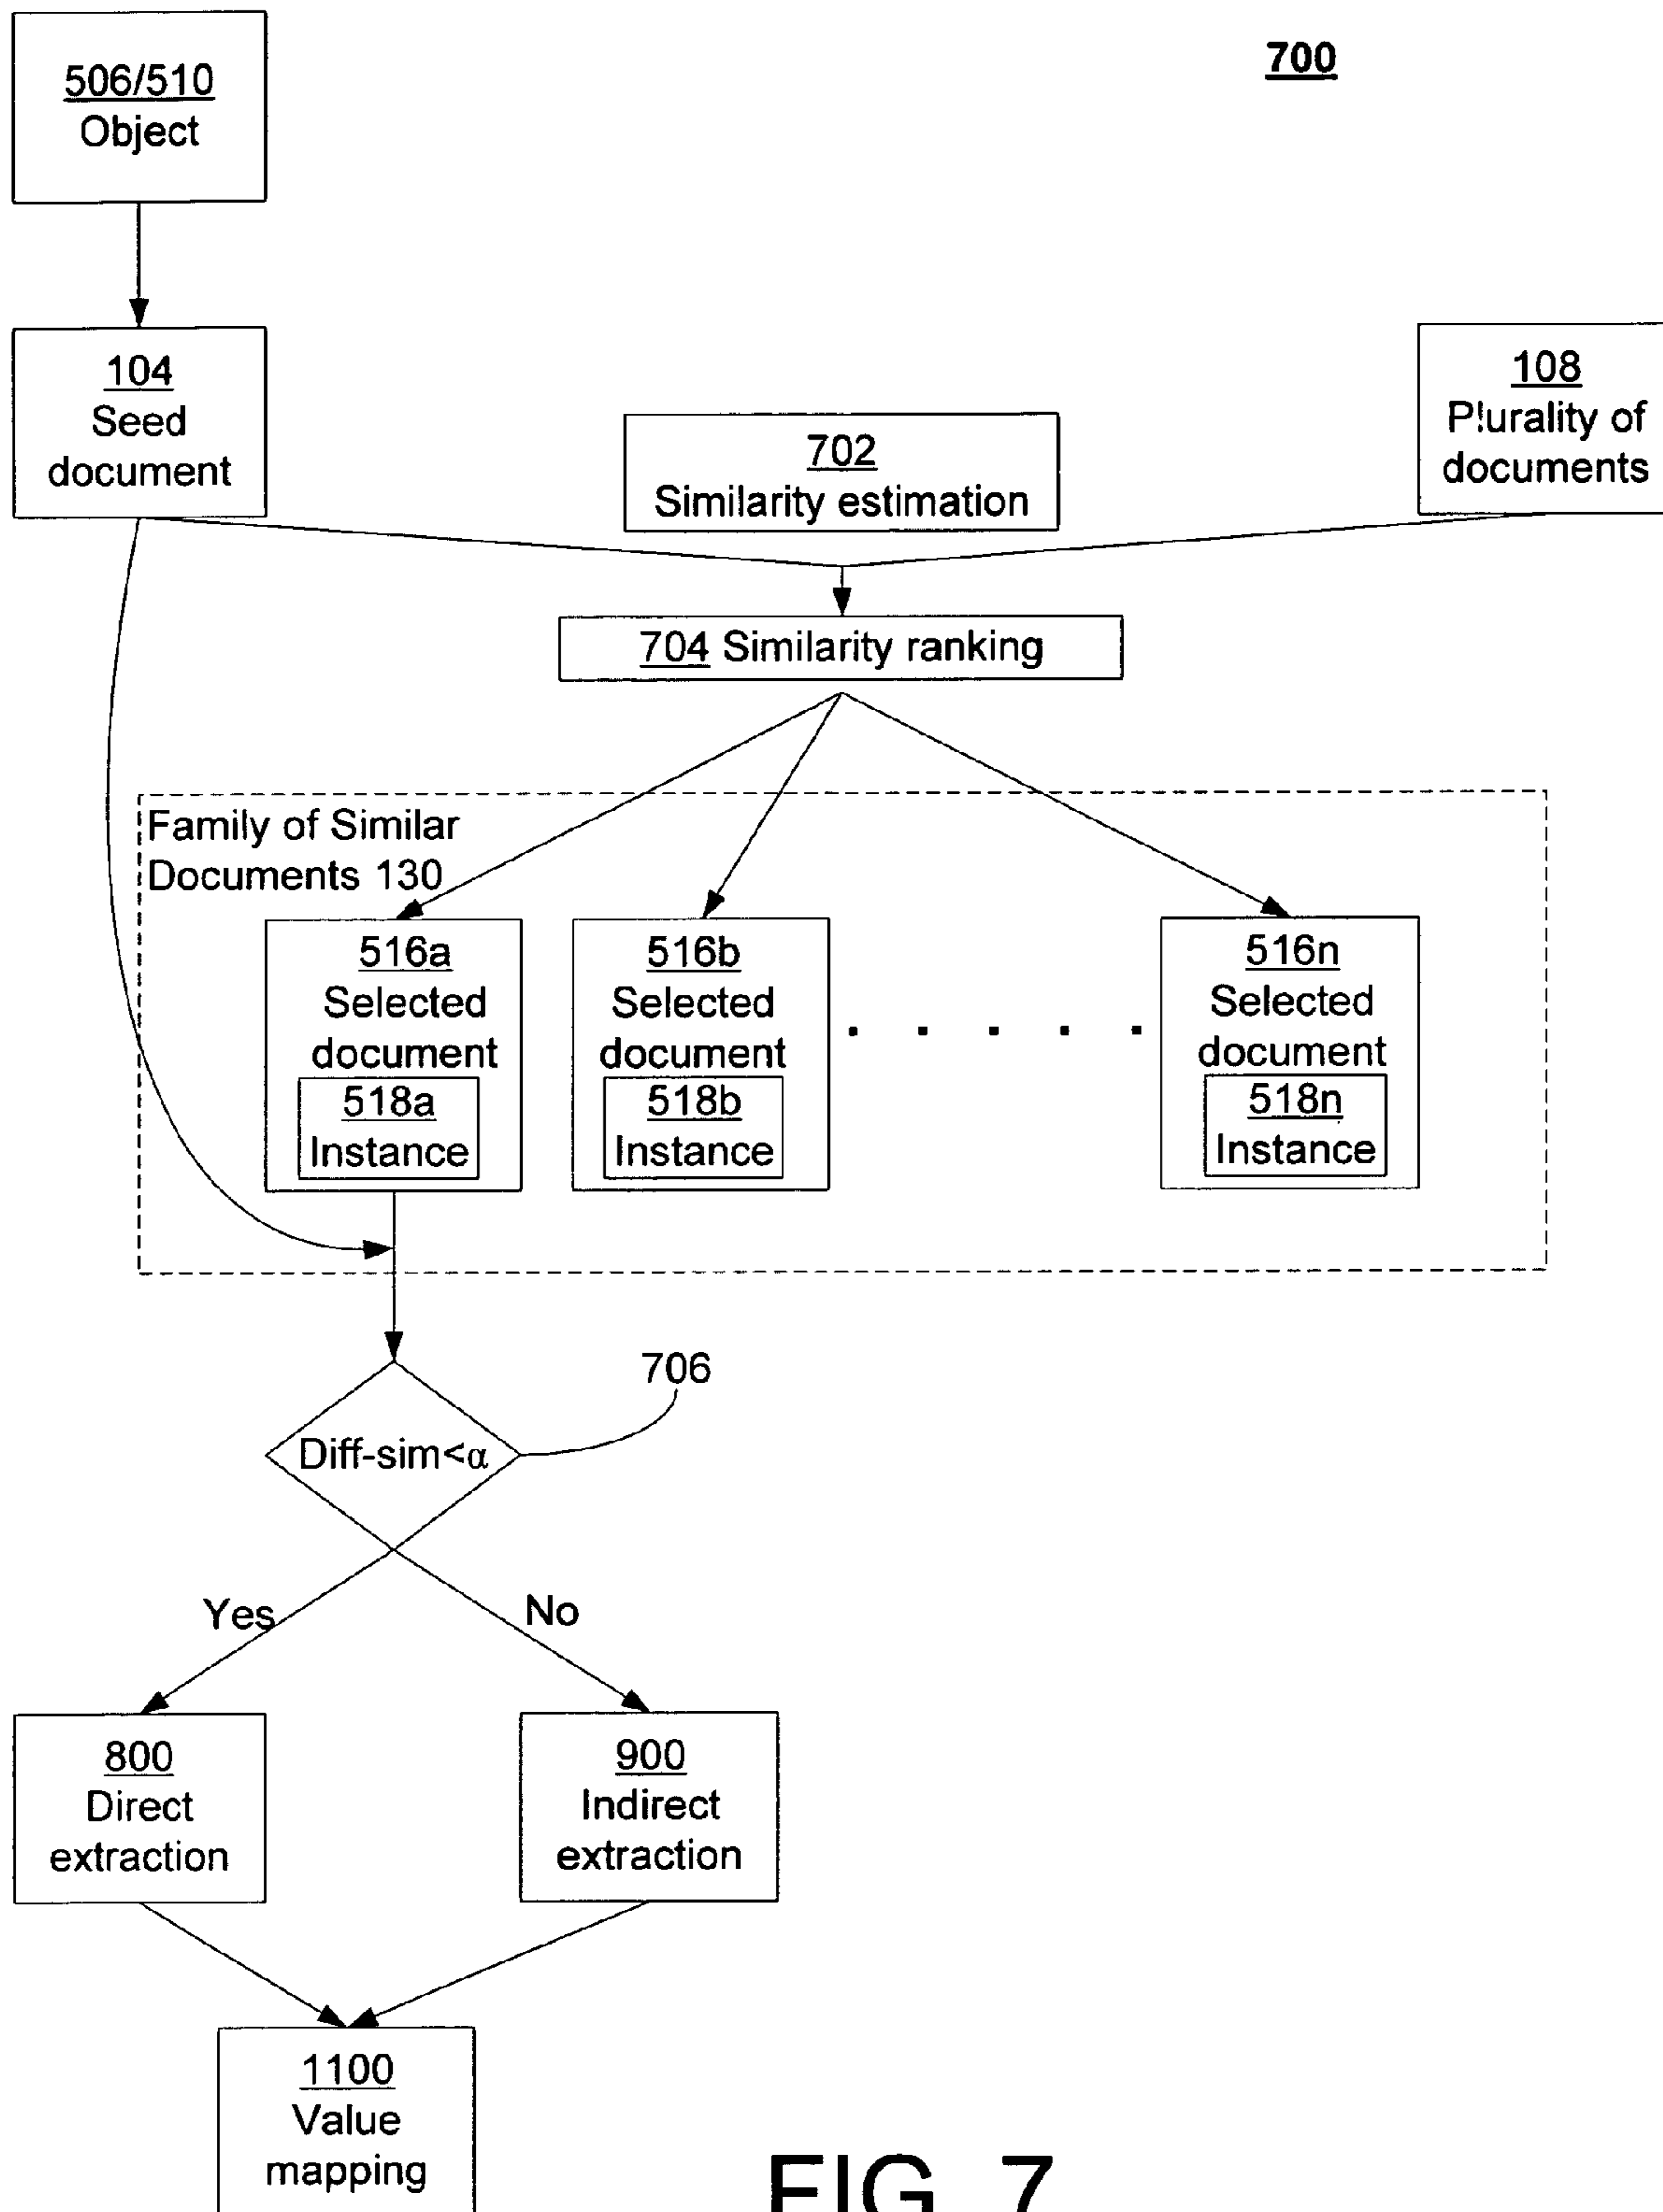 700
506/510
Object
104
Seed
document
702
Similarity estimation
108
Plurality of
documents
704 Similarity ranking
Family of Similar
Documents 130
516a
Selected
document
518a
Instance
516b
Selected
document
518b
Instance
. . . . .
516n
Selected
document
518n
Instance
706
Diff-sim<α
Yes
No
800
Direct
extraction
900
Indirect
extraction
1100
Value
mapping
FIG. 7